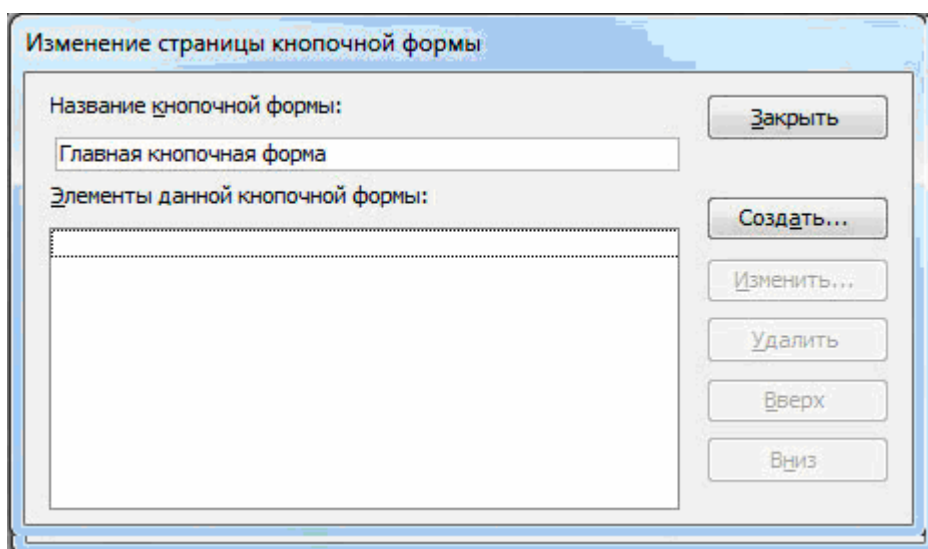 Изменение страницы кнопочной формы
Название кнопочной формы:
Закрыть
Главная кнопочная форма
Элементы данной кнопочной формы:
Создать...
Изменить...
Удалить
Вверх
Вниз